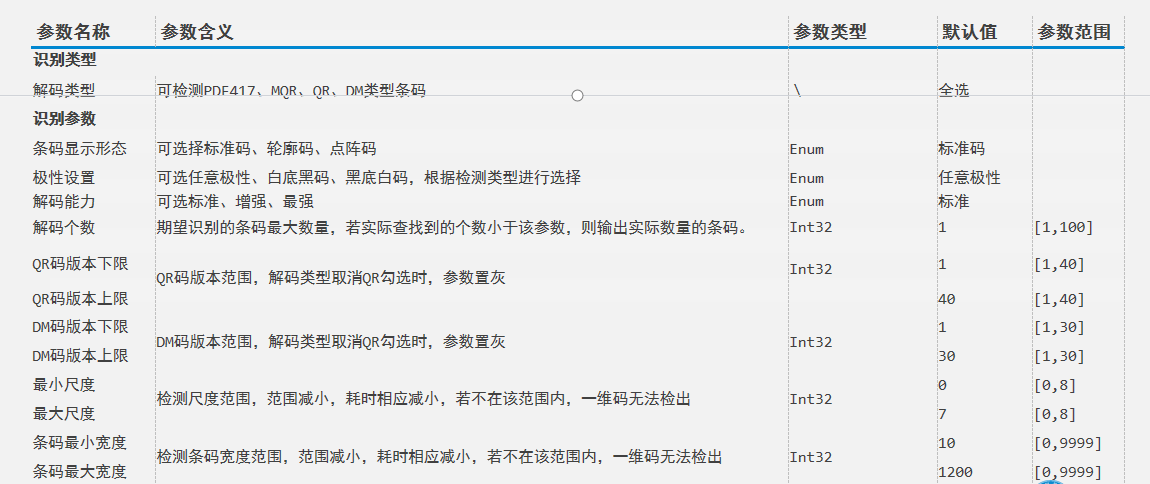 参数名称 参数含义 参数类型 默认值 参数范围
识别类型
解码类型 可检测PDF417、MQR、QR、DM类型条码 \ 全选
识别参数
条码显示形态 可选择标准码、轮廓码、点阵码 Enum 标准码
极性设置 可选任意极性、白底黑码、黑底白码，根据检测类型进行选择 Enum 任意极性
解码能力 可选标准、增强、最强 Enum 标准
解码个数 期望识别的条码最大数量，若实际查找到的个数小于该参数，则输出实际数量的条码。 Int32 1 [1,100]
QR码版本下限 1 [1,40]
QR码版本范围，解码类型取消QR勾选时，参数置灰 Int32
QR码版本上限 40 [1,40]
DM码版本下限 1 [1,30]
DM码版本范围，解码类型取消QR勾选时，参数置灰 Int32
DM码版本上限 30 [1,30]
最小尺度 0 [0,8]
检测尺度范围，范围减小，耗时相应减小，若不在该范围内，一维码无法检出 Int32
最大尺度 7 [0,8]
条码最小宽度 10 [0,9999]
检测条码宽度范围，范围减小，耗时相应减小，若不在该范围内，一维码无法检出 Int32
条码最大宽度 1200 [0,9999]